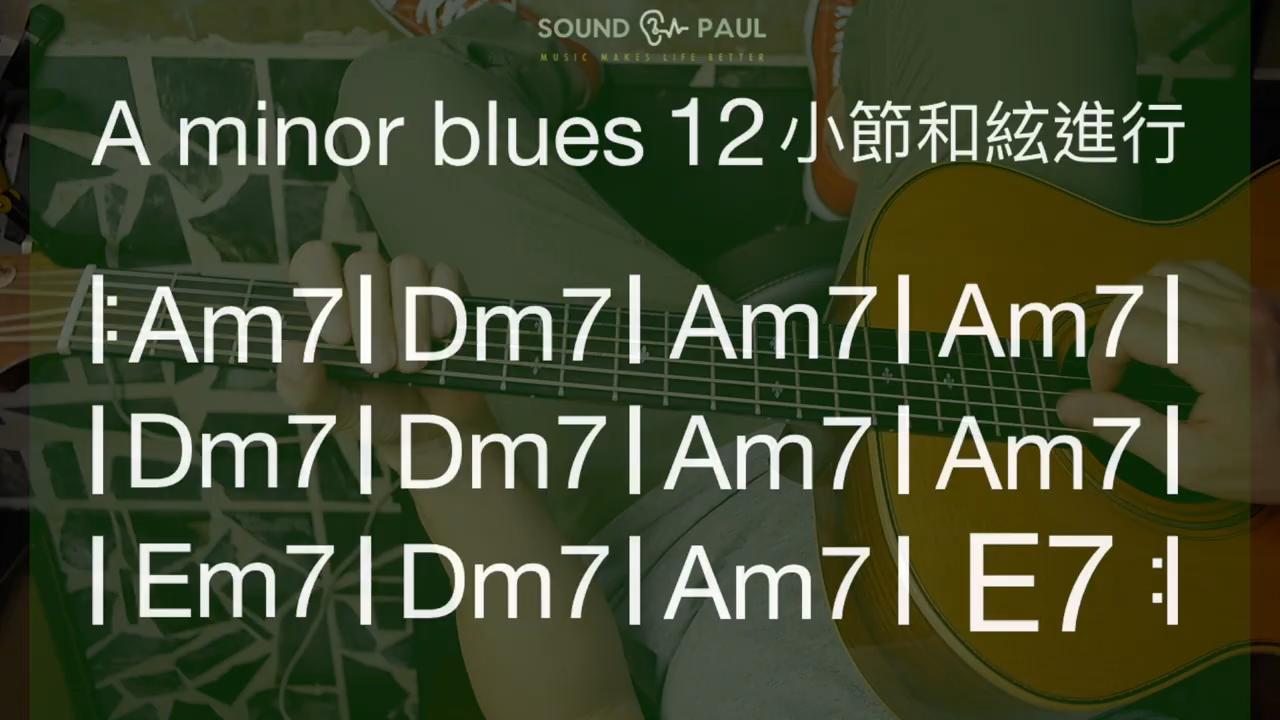 SOUND PAUL
MUSIC MAKES LIFE BETTER
A minor blues 12小節和絃進行
|: Am7 | Dm7 | Am7 | Am7 |
| Dm7 | Dm7 | Am7 | Am7 |
| Em7 | Dm7 | Am7 | E7 :|